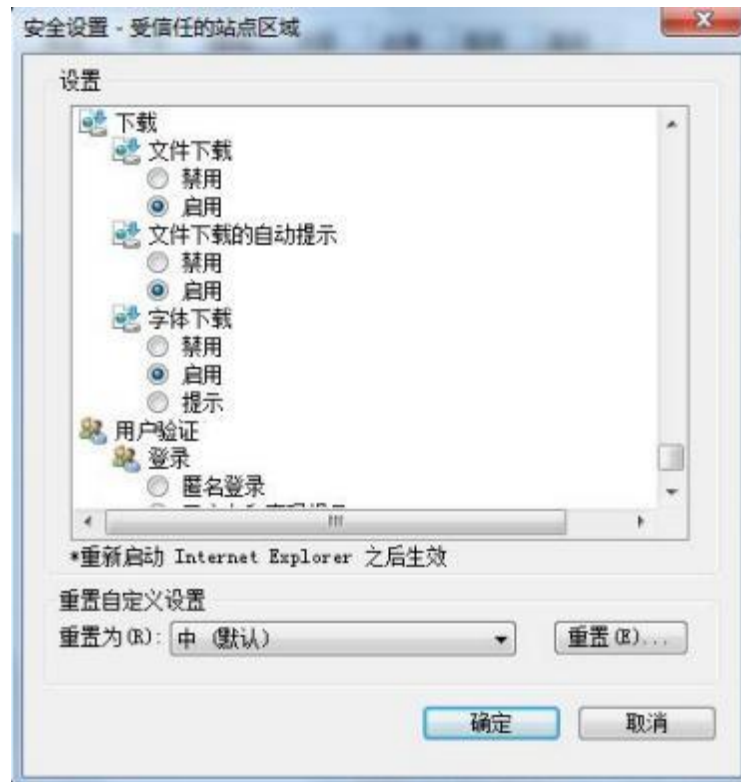 安全设置 - 受信任的站点区域
设置
下载
文件下载
禁用
启用
文件下载的自动提示
禁用
启用
字体下载
禁用
启用
提示
用户验证
登录
匿名登录
*重新启动 Internet Explorer 之后生效
重置自定义设置
重置为(R): 中 (默认)
重置(E)...
确定 取消